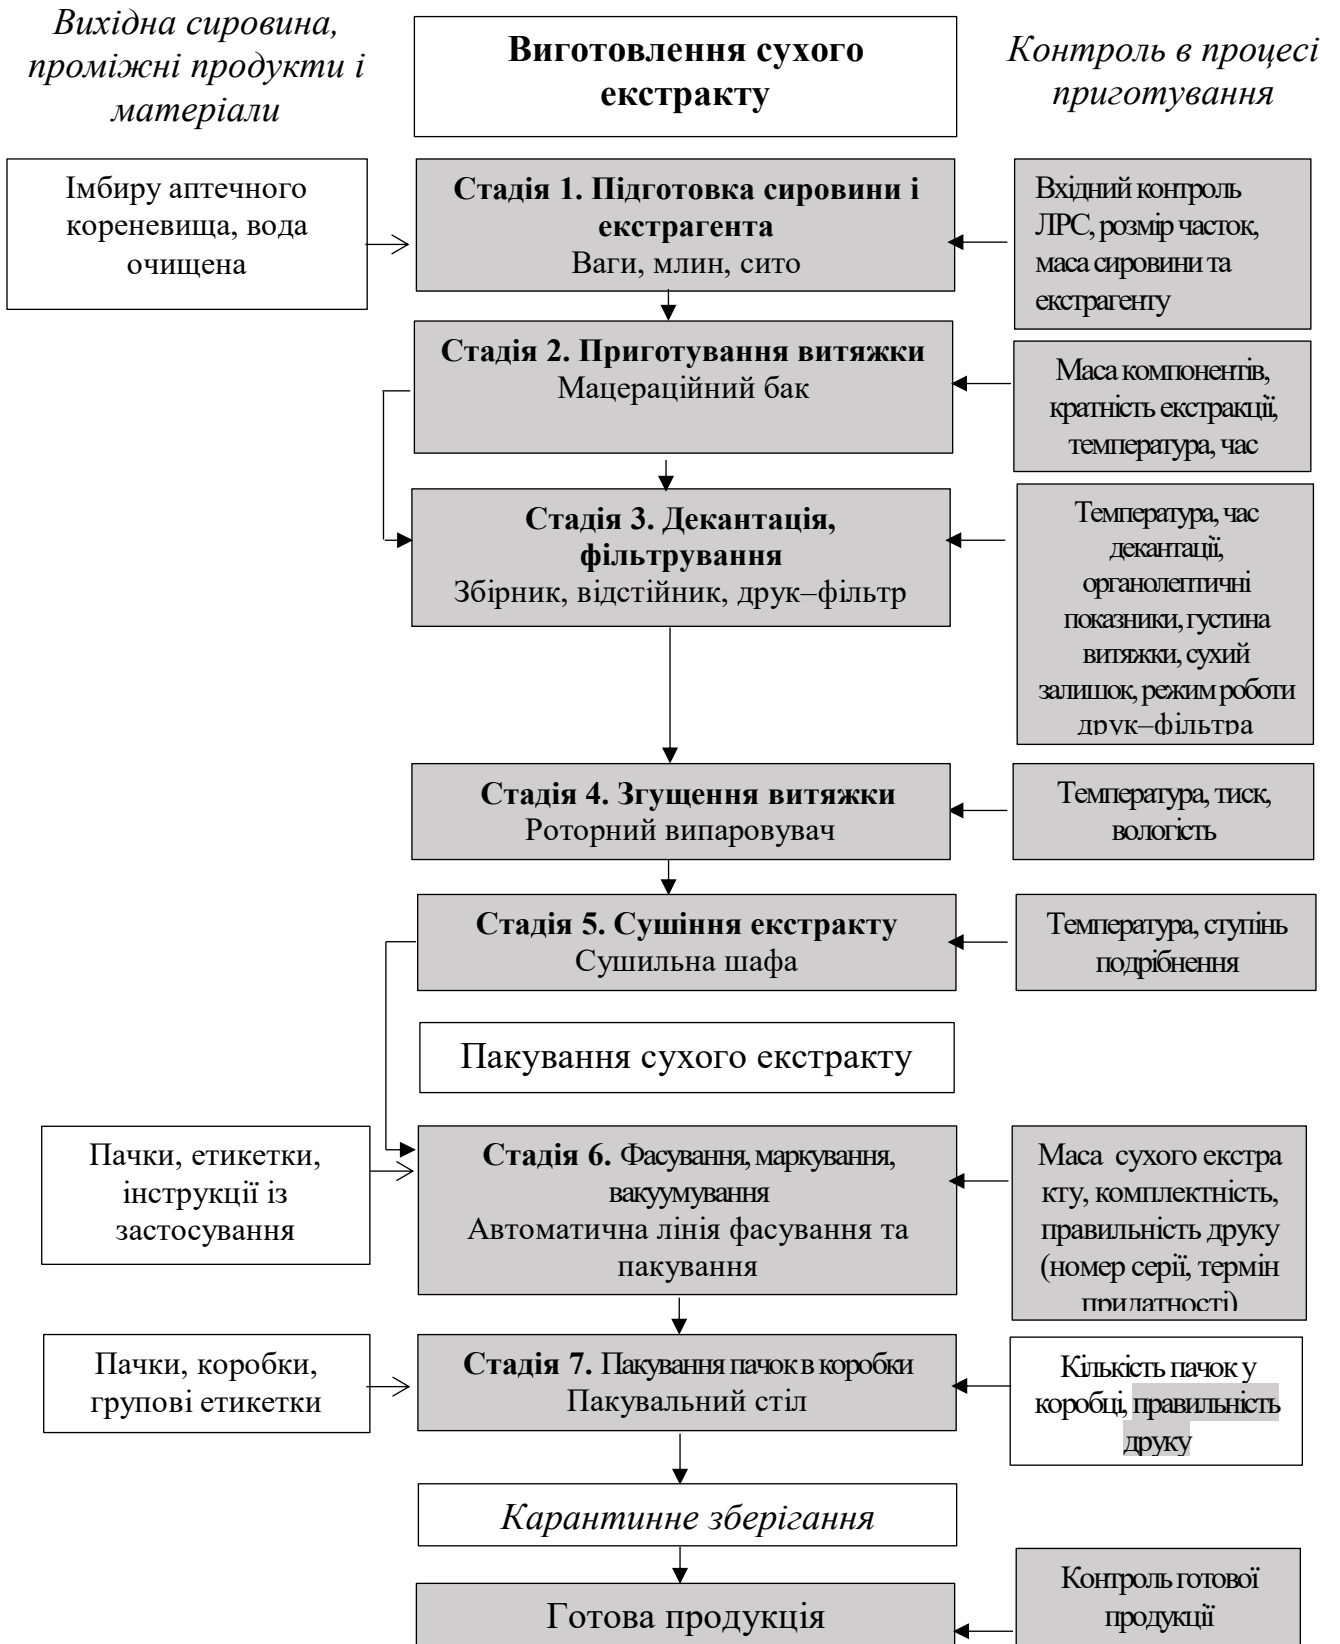 Вихідна сировина,
проміжні продукти і
матеріали
Виготовлення сухого
екстракту
Контроль в процесі
приготування
Імбиру аптечного
кореневища, вода
очищена
Стадія 1. Підготовка сировини і
екстрагента
Ваги, млин, сито
Вхідний контроль
ЛРС, розмір часток,
маса сировини та
екстрагенту
Стадія 2. Приготування витяжки
Мацераційний бак
Маса компонентів,
кратність екстракції,
температура, час
Стадія 3. Декантація,
фільтрування
Збірник, відстійник, друк–фільтр
Температура, час
декантації,
органолептичні
показники, густина
витяжки, сухий
залишок, режим роботи
друк–фільтра
Стадія 4. Згущення витяжки
Роторний випаровувач
Температура, тиск,
вологість
Стадія 5. Сушіння екстракту
Сушильна шафа
Температура, ступінь
подрібнення
Пакування сухого екстракту
Пачки, етикетки,
інструкції із
застосування
Стадія 6. Фасування, маркування,
вакуумування
Автоматична лінія фасування та
пакування
Маса сухого екстра
кту, комплектність,
правильність друку
(номер серії, термін
придатності)
Пачки, коробки,
групові етикетки
Стадія 7. Пакування пачок в коробки
Пакувальний стіл
Кількість пачок у
коробці, правильність
друку
Карантинне зберігання
Готова продукція
Контроль готової
продукції